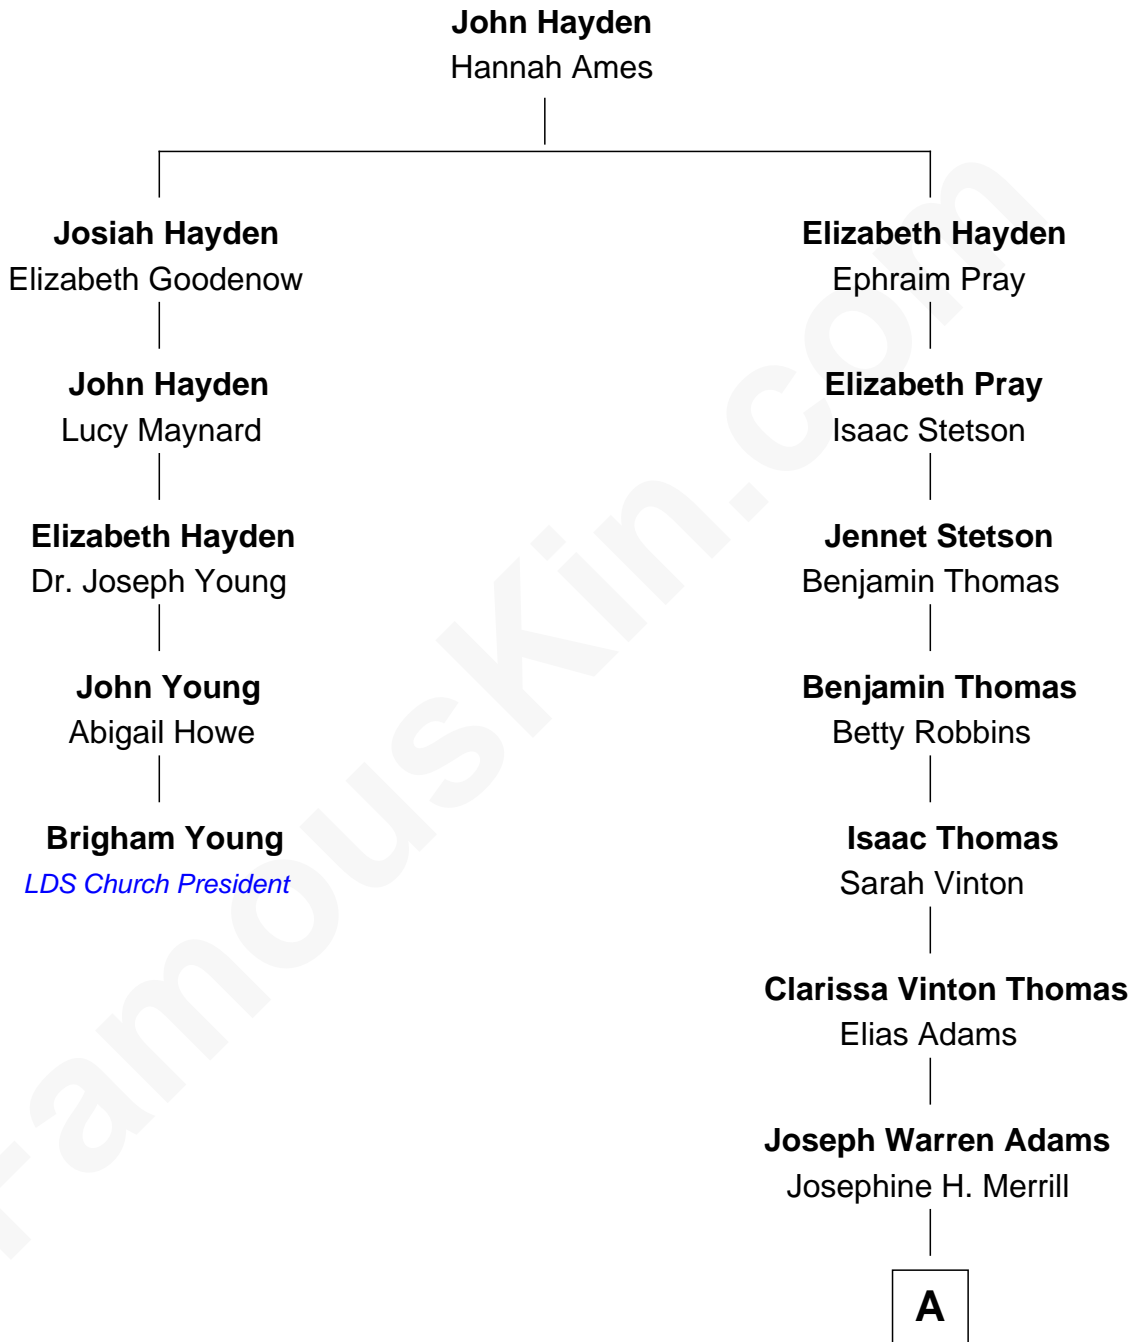 John Hayden
Hannah Ames
Josiah Hayden
Elizabeth Goodenow
John Hayden
Lucy Maynard
Elizabeth Hayden
Dr. Joseph Young
John Young
Abigail Howe
Brigham Young
LDS Church President
Elizabeth Hayden
Ephraim Pray
Elizabeth Pray
Isaac Stetson
Jennet Stetson
Benjamin Thomas
Benjamin Thomas
Betty Robbins
Isaac Thomas
Sarah Vinton
Clarissa Vinton Thomas
Elias Adams
Joseph Warren Adams
Josephine H. Merrill
A
FamousKin.com